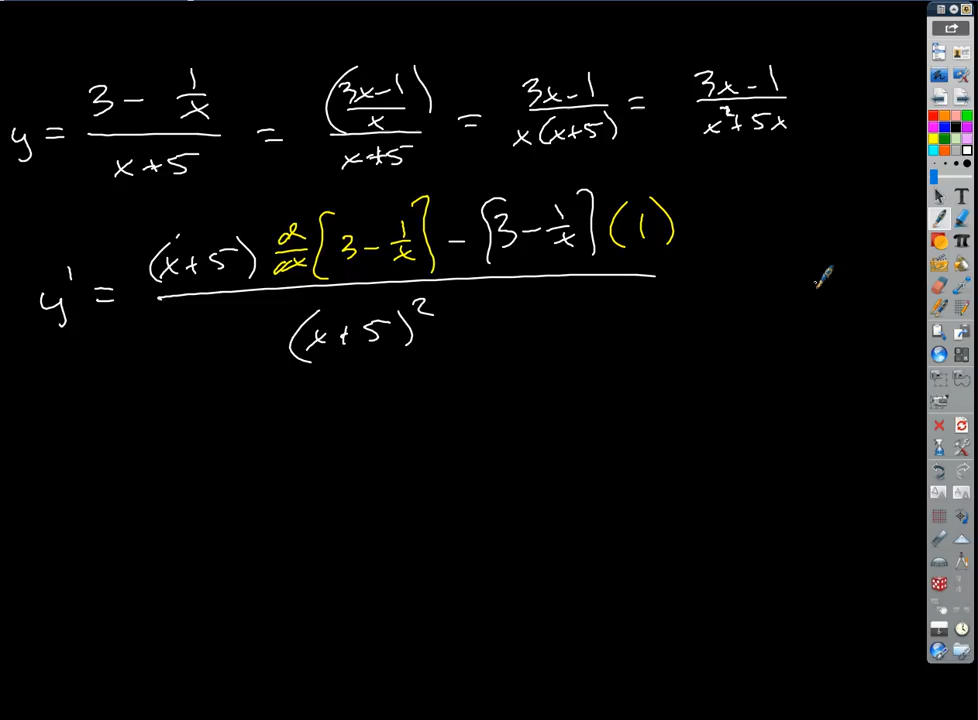 y = (3 - 1/x)/(x+5) = ((3x-1)/x)/(x+5) = (3x-1)/(x(x+5)) = (3x-1)/(x²+5x)
y' = ((x+5) d/dx[3 - 1/x] - [3 - 1/x](1))/(x+5)²